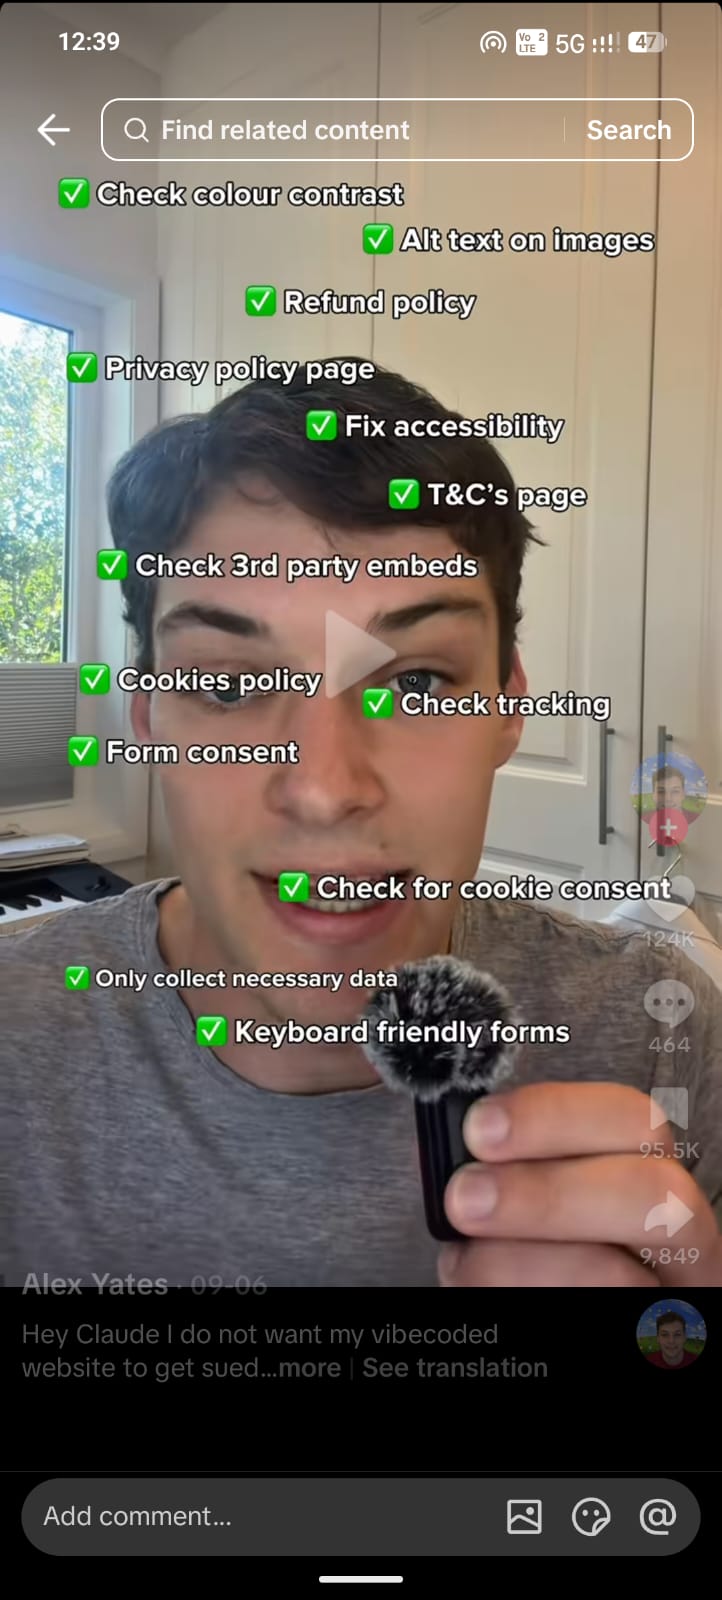 12:39
Vo 2
LTE
5G
47
Find related content
Search
✅ Check colour contrast
✅ Alt text on images
✅ Refund policy
✅ Privacy policy page
✅ Fix accessibility
✅ T&C's page
✅ Check 3rd party embeds
✅ Cookies policy
✅ Check tracking
✅ Form consent
✅ Check for cookie consent
124K
✅ Only collect necessary data
✅ Keyboard friendly forms
464
95.5K
9,849
Alex Yates · 09-06
Hey Claude I do not want my vibecoded
website to get sued...more | See translation
Add comment...